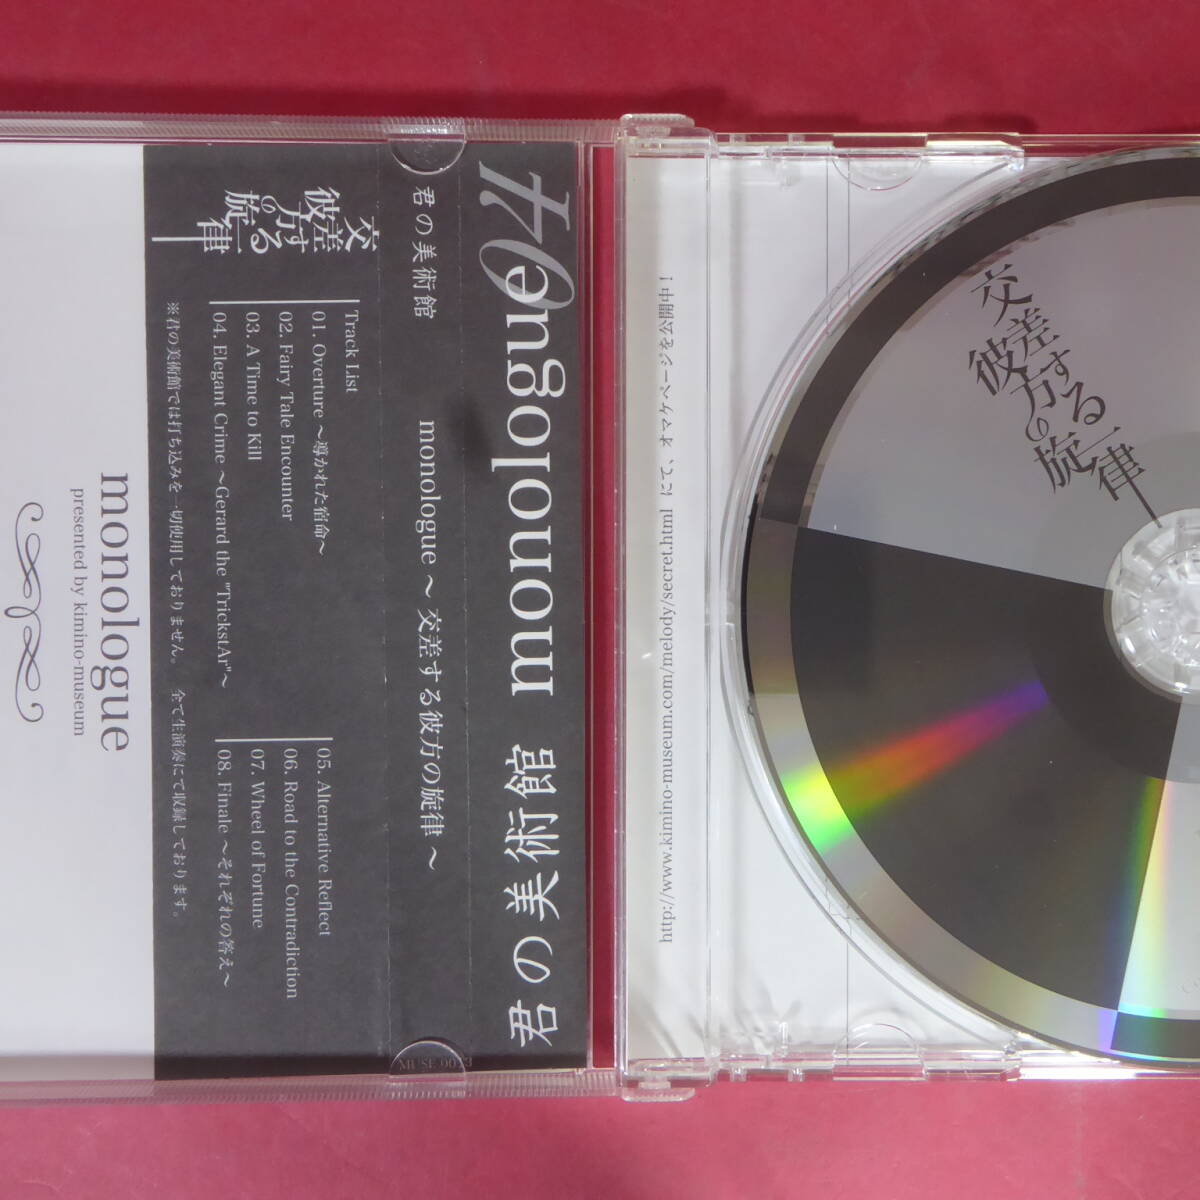 monologue
presented by kimino-museum
交差する
彼方の
旋律
Track List
01. Overture ～導かれた宿命～
02. Fairy Tale Encounter
03. A Time to Kill
04. Elegant Crime ～Gerard the "TrickstAr"～
05. Alternative Reflect
06. Road to the Contradiction
07. Wheel of Fortune
08. Finale ～それぞれの答え～
※君の美術館では打ち込みを一切使用しておりません。 全て生演奏にて収録しております。
君の美術館 monologue ～ 交差する彼方の旋律 ～
04
monologue
君の美術館
http://www.kimino-museum.com/melody/secret.html にて、オマケページを公開中！
交差する
彼方の
旋律